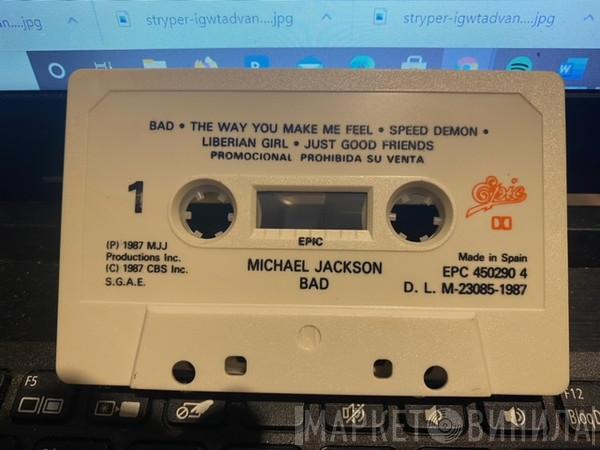 an....jpg
stryper-igwtadvan....jpg
stryper-igwtadvan....jpg
BAD • THE WAY YOU MAKE ME FEEL • SPEED DEMON •
LIBERIAN GIRL • JUST GOOD FRIENDS
PROMOCIONAL PROHIBIDA SU VENTA
1
Epic
EPIC
(P) 1987 MJJ
Productions Inc.
(C) 1987 CBS Inc.
S.G.A.E.
MICHAEL JACKSON
BAD
Made in Spain
EPC 450290 4
D. L. M-23085-1987
F5
F12
МАРКЕТ ВИНИЛА